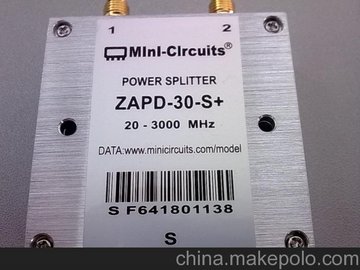 1 2
Mini-Circuits®
POWER SPLITTER
ZAPD-30-S+
20 - 3000 MHz
DATA:www.minicircuits.com/model
S F641801138
S
china.makepolo.com